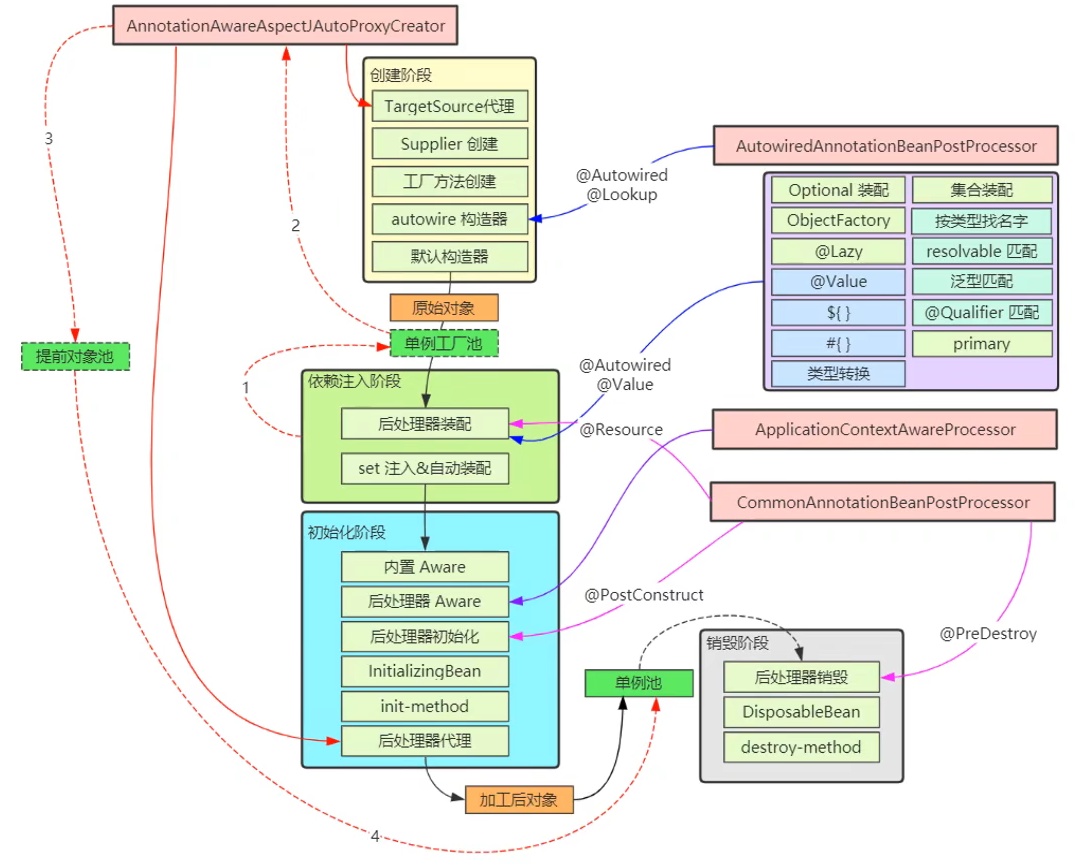 AnnotationAwareAspectJAutoProxyCreator
创建阶段
TargetSource代理
Supplier 创建
工厂方法创建
autowire 构造器
默认构造器
3
2
@Autowired
@Lookup
AutowiredAnnotationBeanPostProcessor
Optional 装配
集合装配
ObjectFactory
按类型找名字
@Lazy
resolvable 匹配
@Value
泛型匹配
${ }
@Qualifier 匹配
#{ }
primary
类型转换
原始对象
单例工厂池
提前对象池
1
依赖注入阶段
后处理器装配
set 注入&自动装配
@Autowired
@Value
@Resource
ApplicationContextAwareProcessor
CommonAnnotationBeanPostProcessor
初始化阶段
内置 Aware
后处理器 Aware
后处理器初始化
InitializingBean
init-method
后处理器代理
@PostConstruct
@PreDestroy
单例池
销毁阶段
后处理器销毁
DisposableBean
destroy-method
加工后对象
4